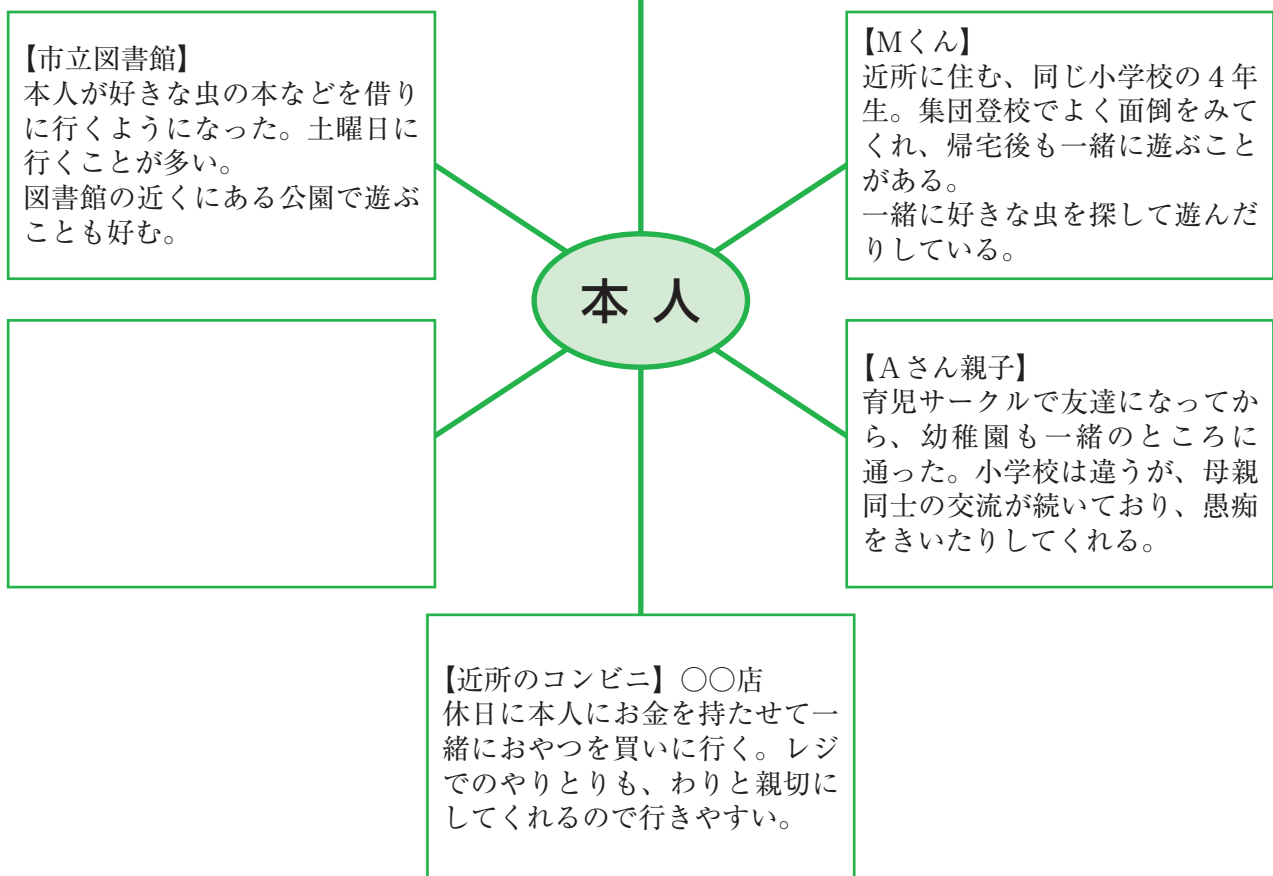 【市立図書館】
本人が好きな虫の本などを借り
に行くようになった。土曜日に
行くことが多い。
図書館の近くにある公園で遊ぶ
ことも好む。
【Mくん】
近所に住む、同じ小学校の４年
生。集団登校でよく面倒をみて
くれ、帰宅後も一緒に遊ぶこと
がある。
一緒に好きな虫を探して遊んだ
りしている。
本 人
【Aさん親子】
育児サークルで友達になってか
ら、幼稚園も一緒のところに
通った。小学校は違うが、母親
同士の交流が続いており、愚痴
をきいたりしてくれる。
【近所のコンビニ】○○店
休日に本人にお金を持たせて一
緒におやつを買いに行く。レジ
でのやりとりも、わりと親切に
してくれるので行きやすい。